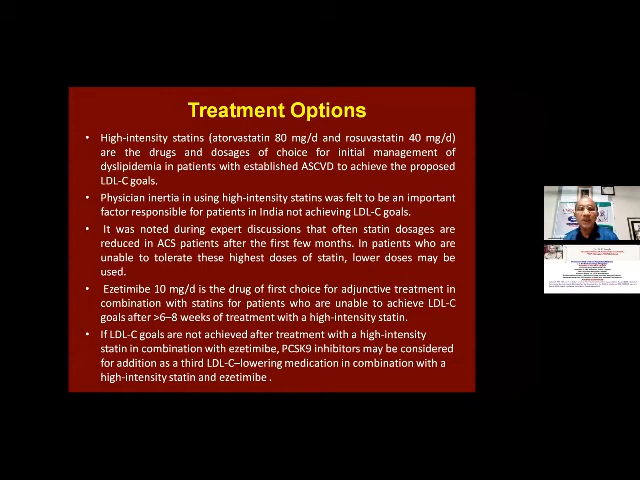 Treatment Options
• High-intensity statins (atorvastatin 80 mg/d and rosuvastatin 40 mg/d)
are the drugs and dosages of choice for initial management of
dyslipidemia in patients with established ASCVD to achieve the proposed
LDL-C goals.
• Physician inertia in using high-intensity statins was felt to be an important
factor responsible for patients in India not achieving LDL-C goals.
• It was noted during expert discussions that often statin dosages are
reduced in ACS patients after the first few months. In patients who are
unable to tolerate these highest doses of statin, lower doses may be
used.
• Ezetimibe 10 mg/d is the drug of first choice for adjunctive treatment in
combination with statins for patients who are unable to achieve LDL-C
goals after >6–8 weeks of treatment with a high-intensity statin.
• If LDL-C goals are not achieved after treatment with a high-intensity
statin in combination with ezetimibe, PCSK9 inhibitors may be considered
for addition as a third LDL-C–lowering medication in combination with a
high-intensity statin and ezetimibe .